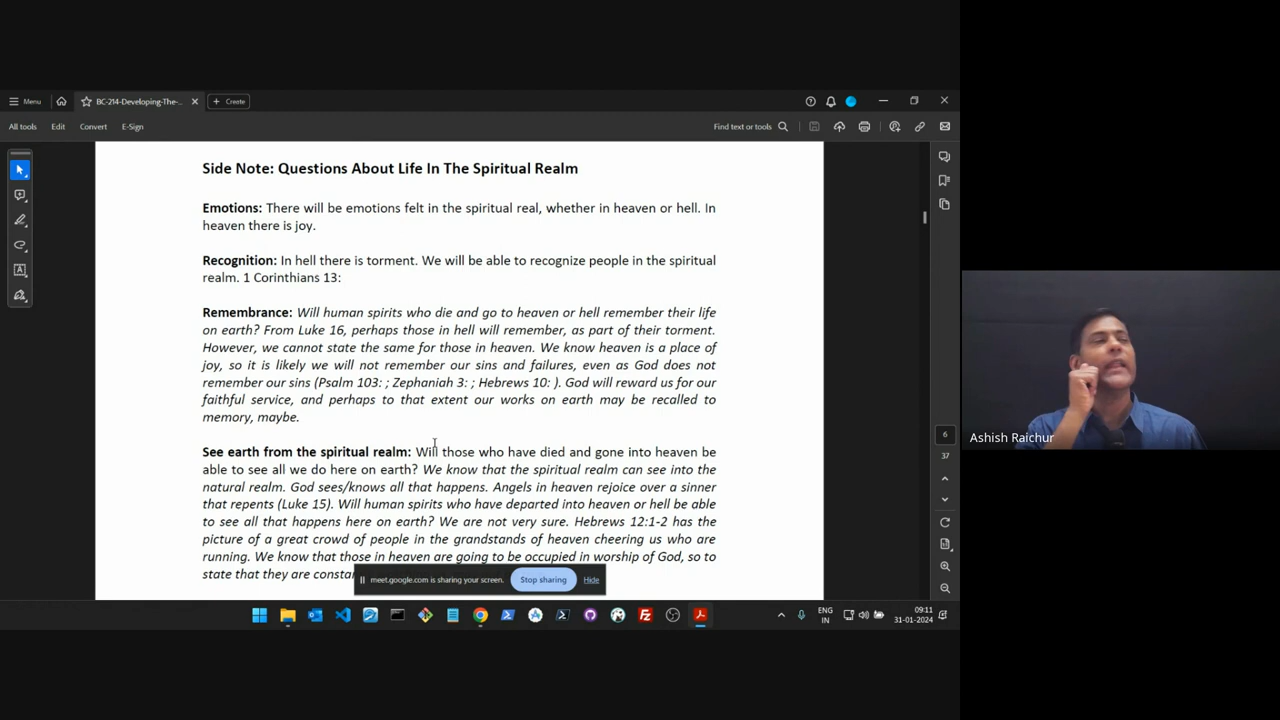 Menu
BC-214-Developing-The-...
Create
All tools
Edit
Convert
E-Sign
Find text or tools
Side Note: Questions About Life In The Spiritual Realm
Emotions: There will be emotions felt in the spiritual real, whether in heaven or hell. In
heaven there is joy.
Recognition: In hell there is torment. We will be able to recognize people in the spiritual
realm. 1 Corinthians 13:
Remembrance: Will human spirits who die and go to heaven or hell remember their life
on earth? From Luke 16, perhaps those in hell will remember, as part of their torment.
However, we cannot state the same for those in heaven. We know heaven is a place of
joy, so it is likely we will not remember our sins and failures, even as God does not
remember our sins (Psalm 103: ; Zephaniah 3: ; Hebrews 10: ). God will reward us for our
faithful service, and perhaps to that extent our works on earth may be recalled to
memory, maybe.
See earth from the spiritual realm: Will those who have died and gone into heaven be
able to see all we do here on earth? We know that the spiritual realm can see into the
natural realm. God sees/knows all that happens. Angels in heaven rejoice over a sinner
that repents (Luke 15). Will human spirits who have departed into heaven or hell be able
to see all that happens here on earth? We are not very sure. Hebrews 12:1-2 has the
picture of a great crowd of people in the grandstands of heaven cheering us who are
running. We know that those in heaven are going to be occupied in worship of God, so to
state that they are
meet.google.com is sharing your screen.
Stop sharing
Hide
6
37
Ashish Raichur
ENG
IN
09:11
31-01-2024